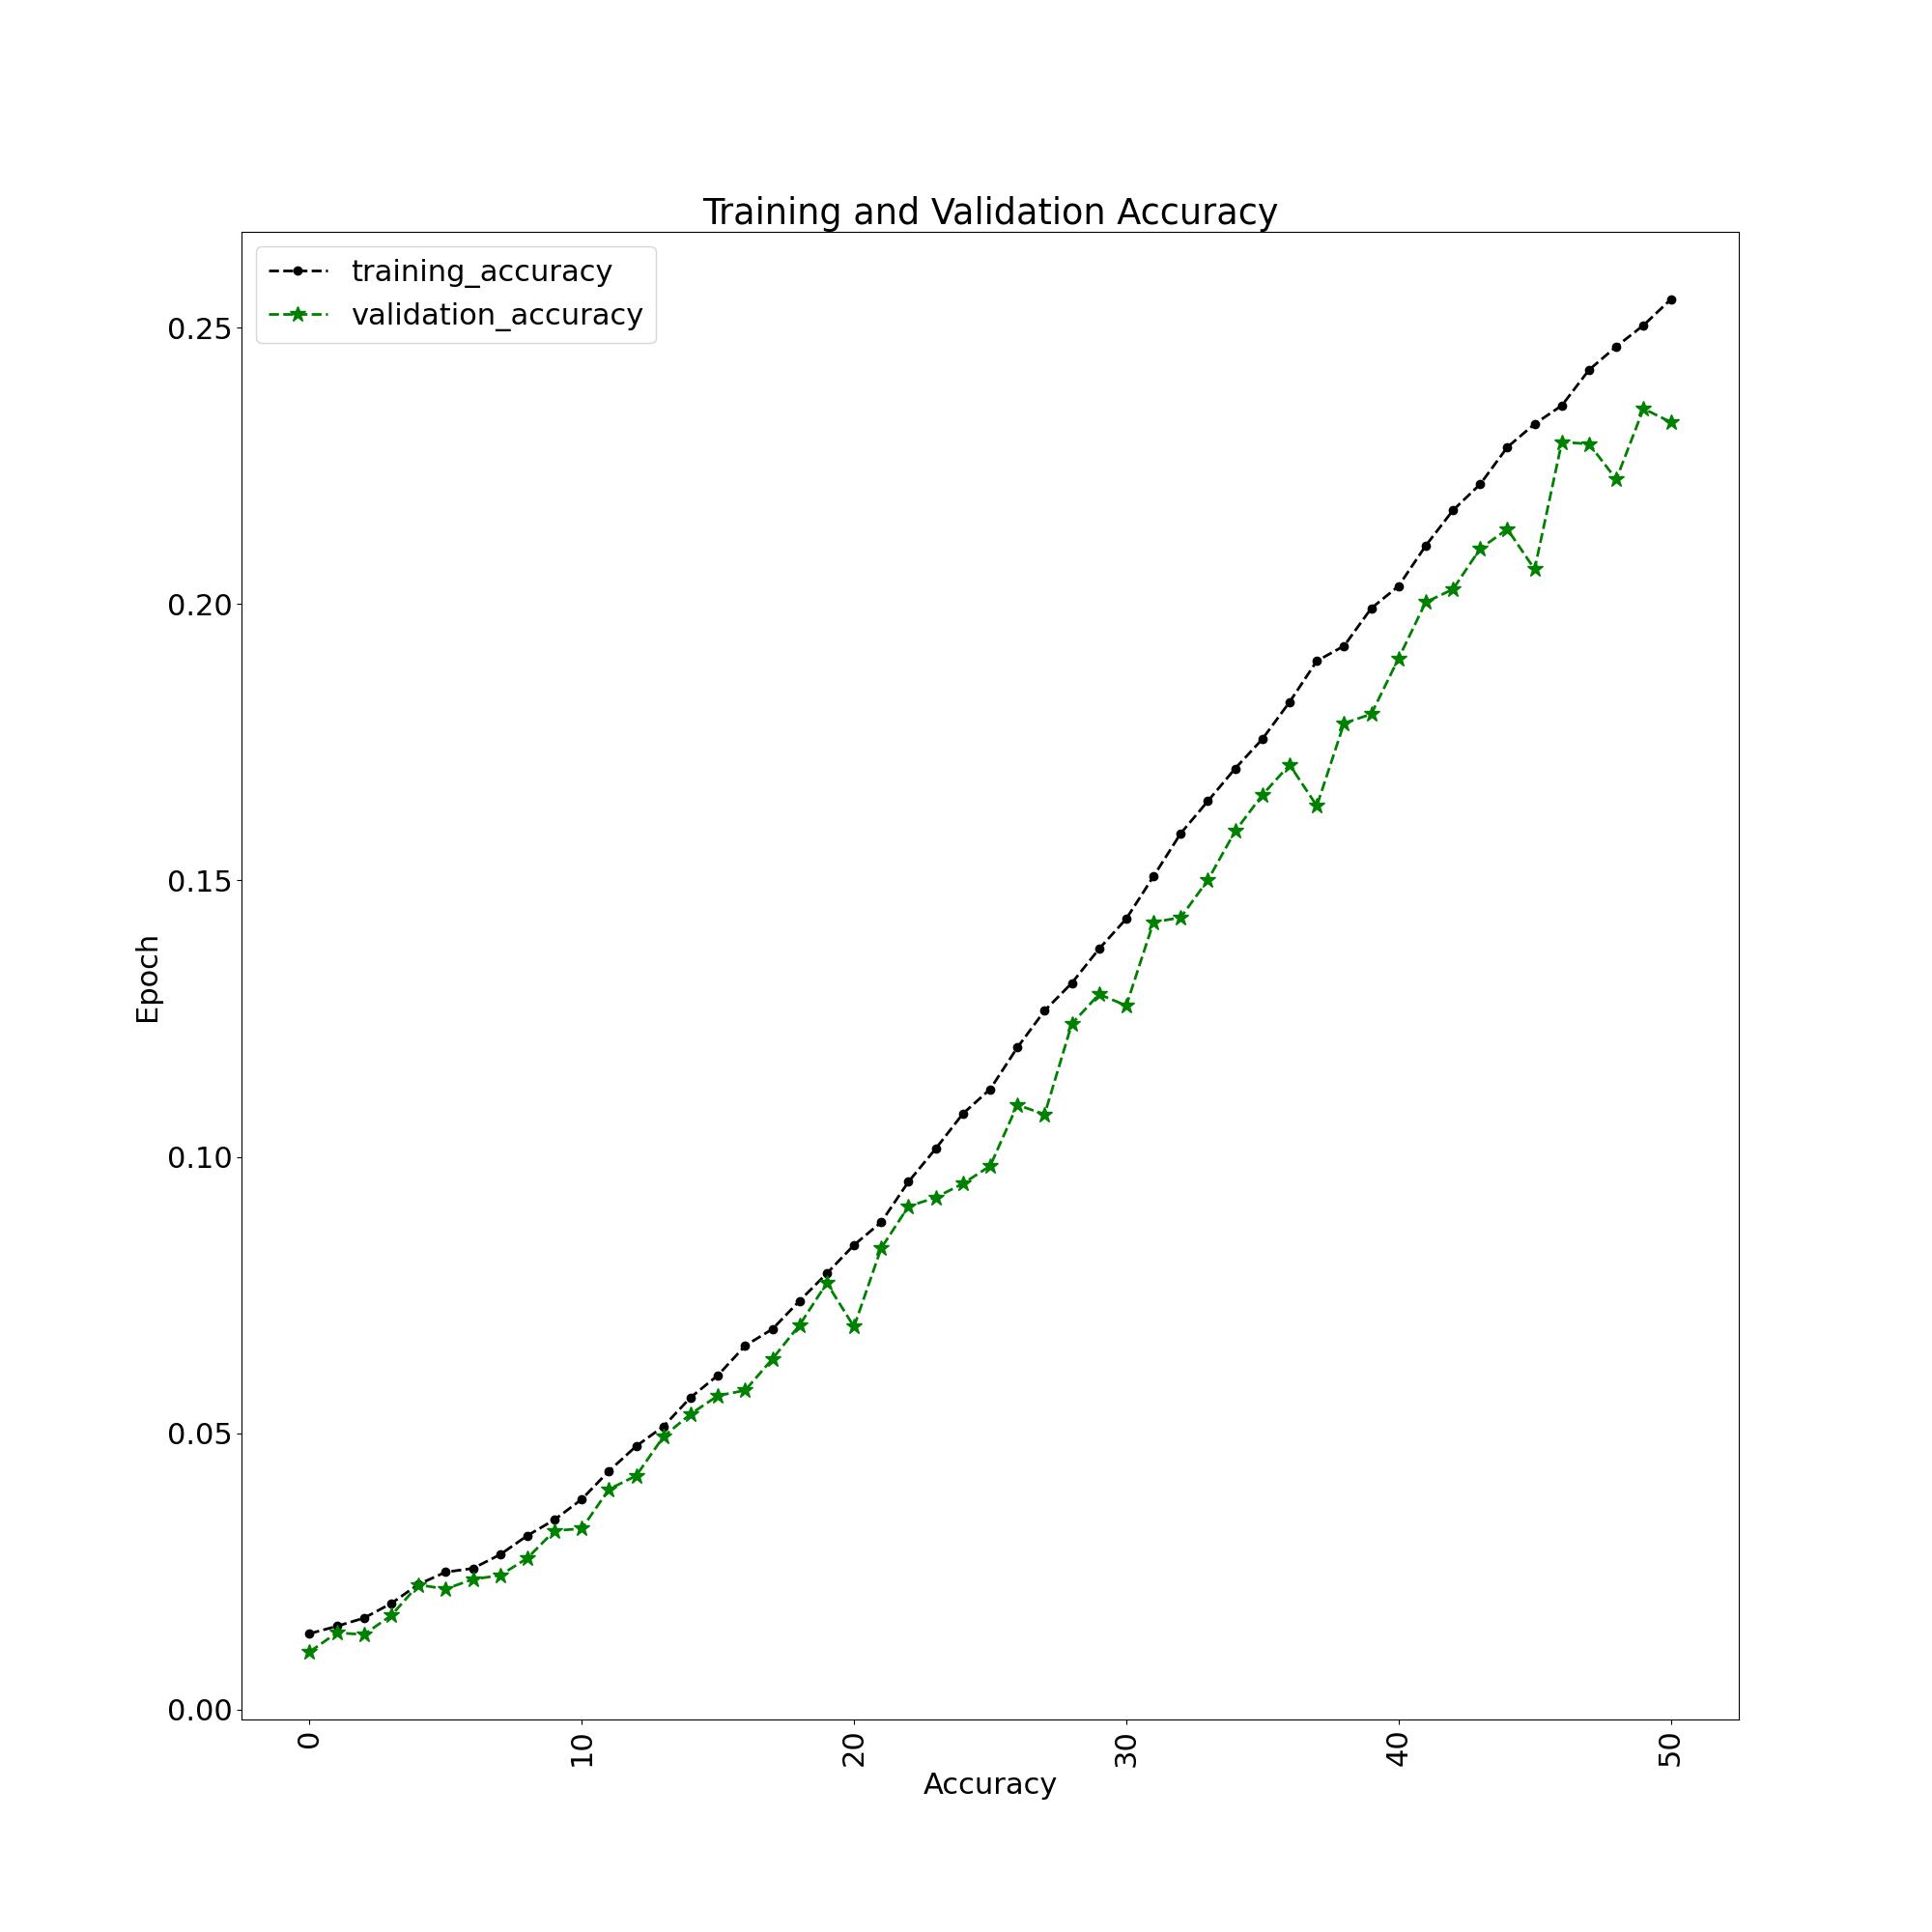 Training and Validation Accuracy
training_accuracy
validation_accuracy
0.25
0.20
0.15
0.10
0.05
0.00
Epoch
0 10 20 30 40 50
Accuracy